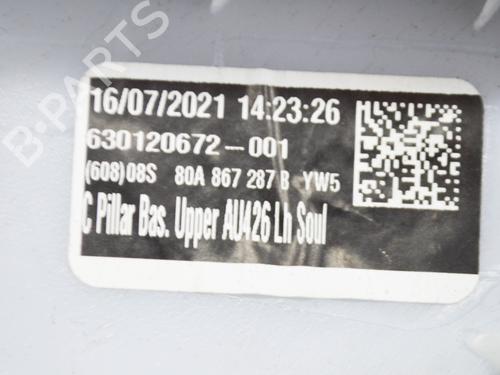 B-PARTS
16/07/2021 14:23:26
630120672-001
(608)08S 80A 867 287 B YW5
C Pillar Bas. Upper AU426 Lh Soul